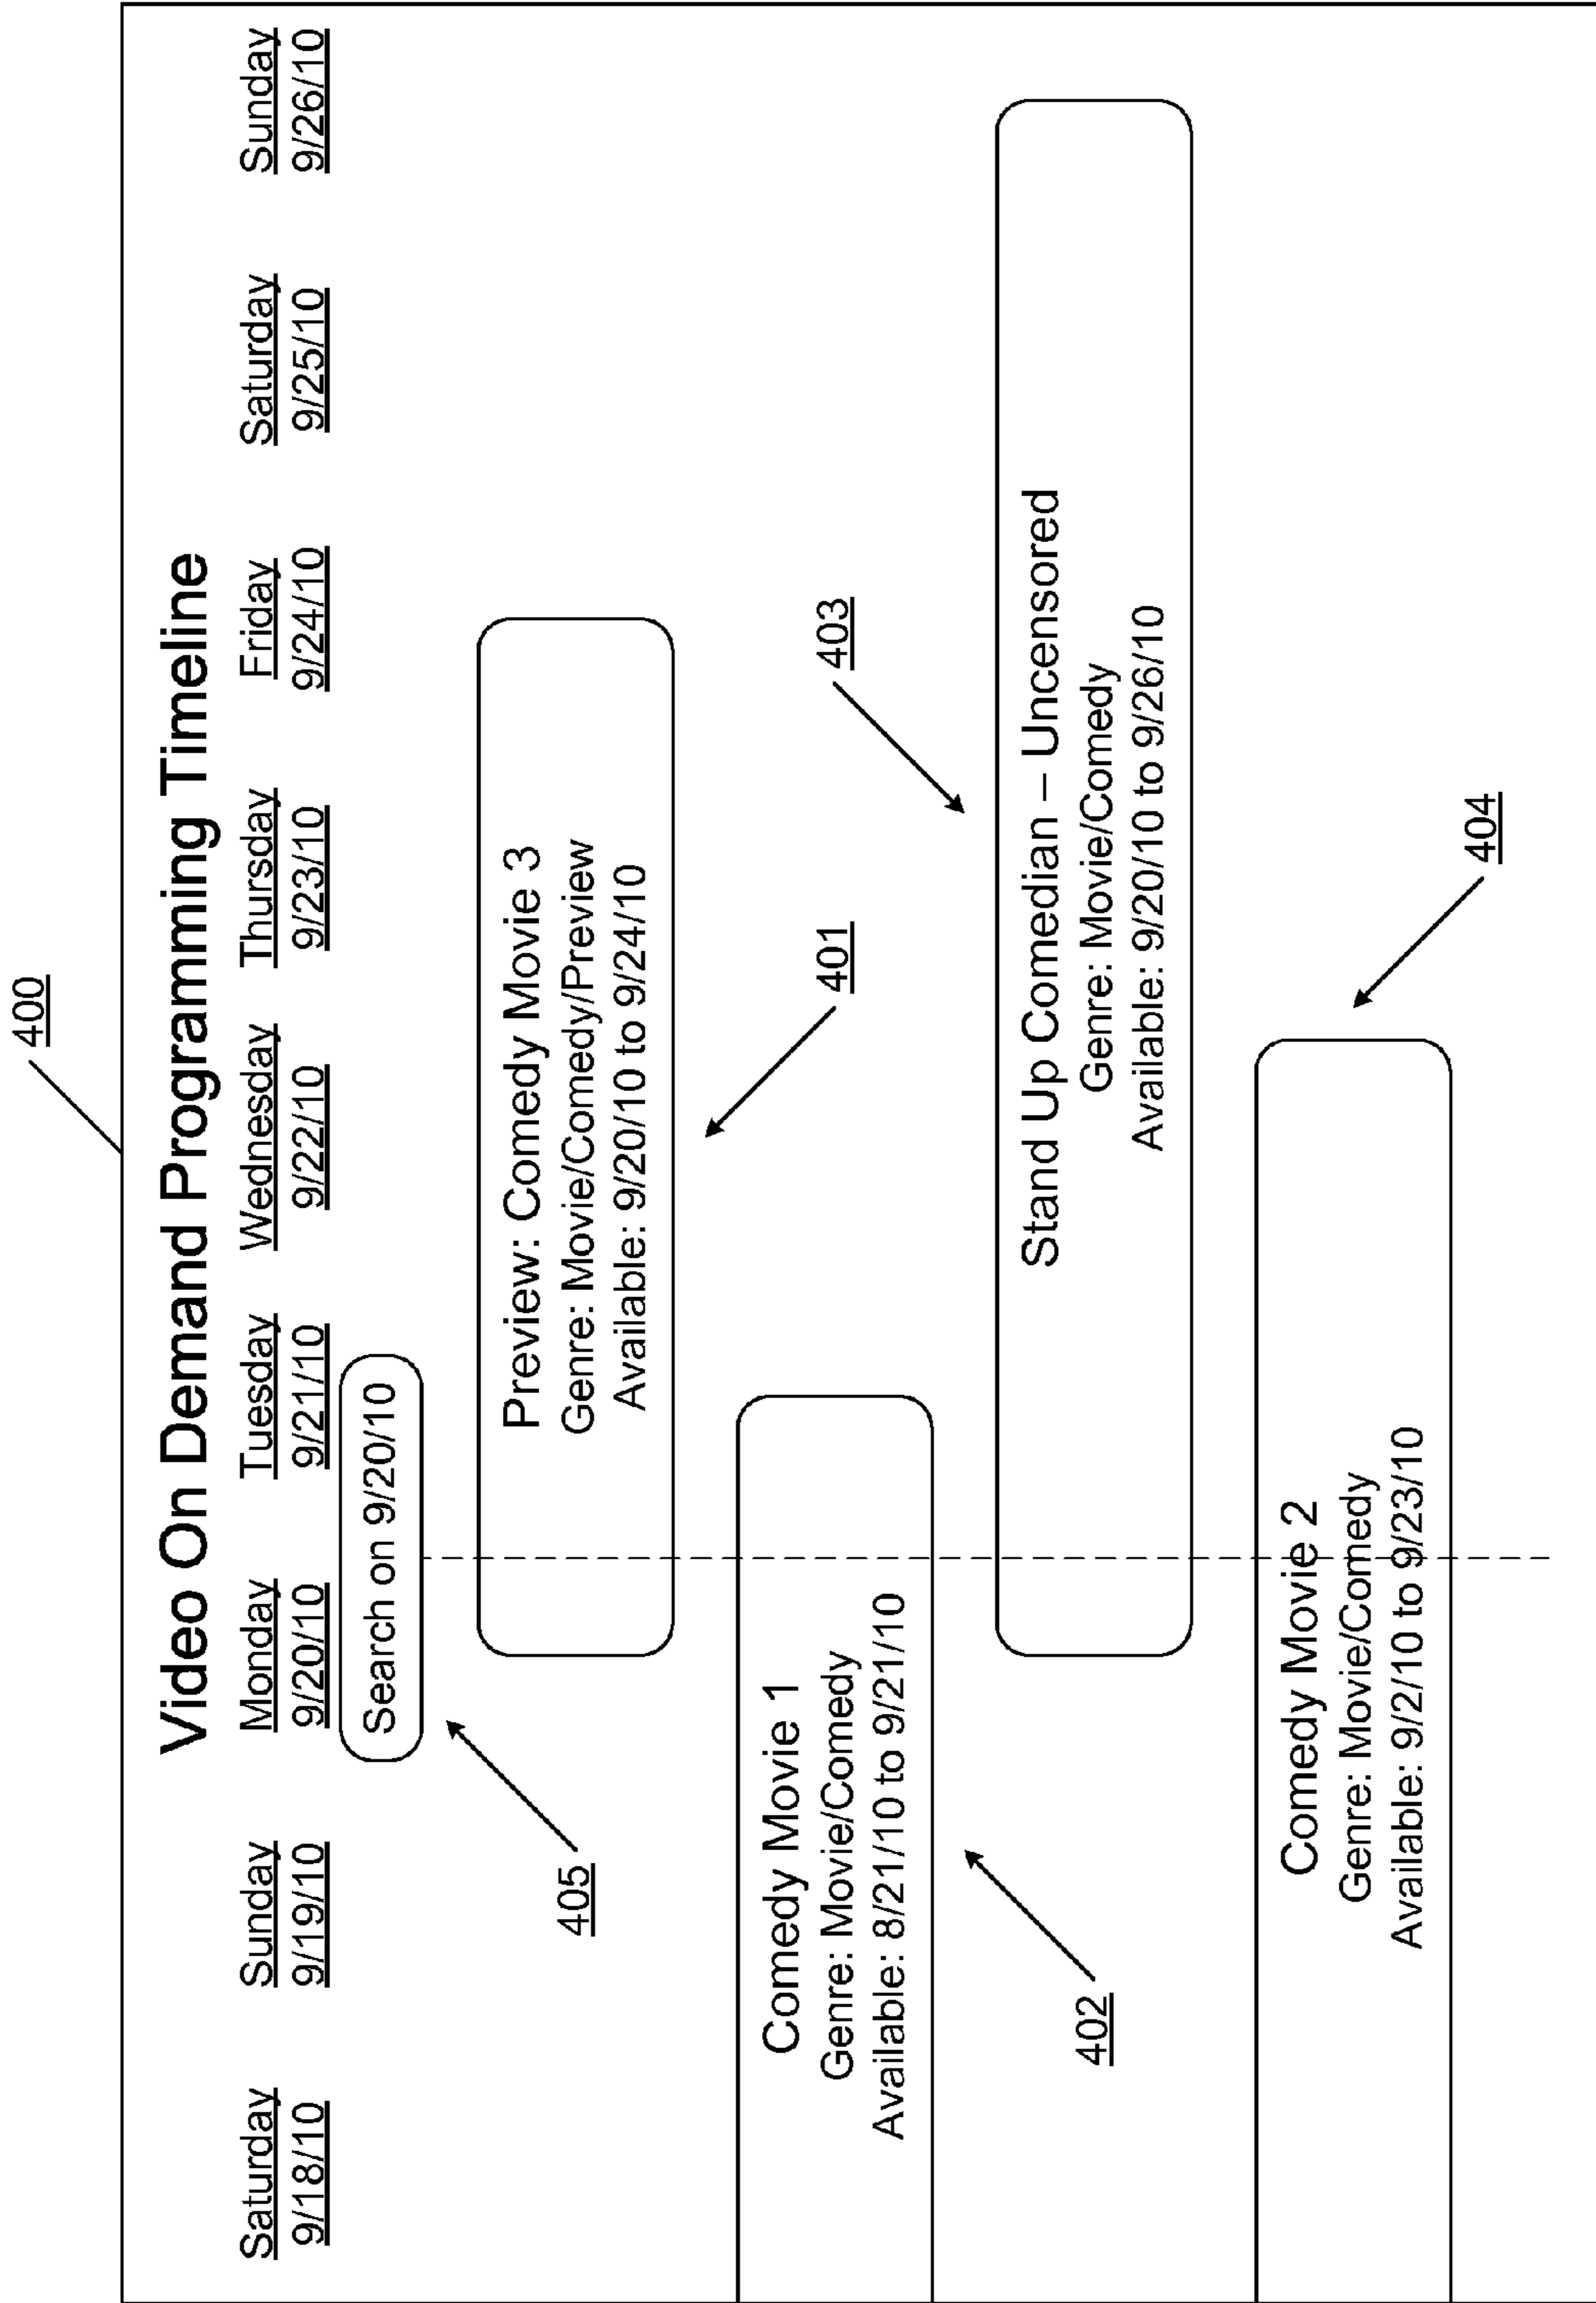 400
Video On Demand Programming Timeline
Saturday
9/18/10
Sunday
9/19/10
Monday
9/20/10
Tuesday
9/21/10
Wednesday
9/22/10
Thursday
9/23/10
Friday
9/24/10
Saturday
9/25/10
Sunday
9/26/10
Search on 9/20/10
405
Preview: Comedy Movie 3
Genre: Movie/Comedy/Preview
Available: 9/20/10 to 9/24/10
401
Comedy Movie 1
Genre: Movie/Comedy
Available: 8/21/10 to 9/21/10
402
403
Stand Up Comedian – Uncensored
Genre: Movie/Comedy
Available: 9/20/10 to 9/26/10
Comedy Movie 2
Genre: Movie/Comedy
Available: 9/2/10 to 9/23/10
404